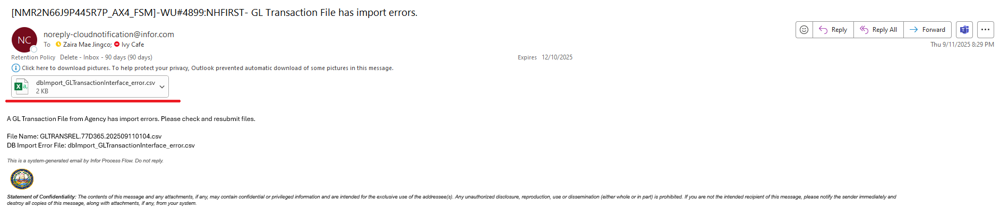 [NMR2N66J9P445R7P_AX4_FSM]-WU#4899:NHFIRST- GL Transaction File has import errors.
NC
noreply-cloudnotification@infor.com
To Zaira Mae Jingco; Ivy Cafe
Reply
Reply All
Forward
Thu 9/11/2025 8:29 PM
Retention Policy Delete - Inbox - 90 days (90 days)
Expires 12/10/2025
Click here to download pictures. To help protect your privacy, Outlook prevented automatic download of some pictures in this message.
dbImport_GLTransactionInterface_error.csv
2 KB
A GL Transaction File from Agency has import errors. Please check and resubmit files.
File Name: GLTRANSREL.77D365.202509110104.csv
DB Import Error File: dbImport_GLTransactionInterface_error.csv
This is a system-generated email by Infor Process Flow. Do not reply.
Statement of Confidentiality: The contents of this message and any attachments, if any, may contain confidential or privileged information and are intended for the exclusive use of the addressee(s). Any unauthorized disclosure, reproduction, use or dissemination (either whole or in part) is prohibited. If you are not the intended recipient of this message, please notify the sender immediately and
destroy all copies of this message, along with attachments, if any, from your system.